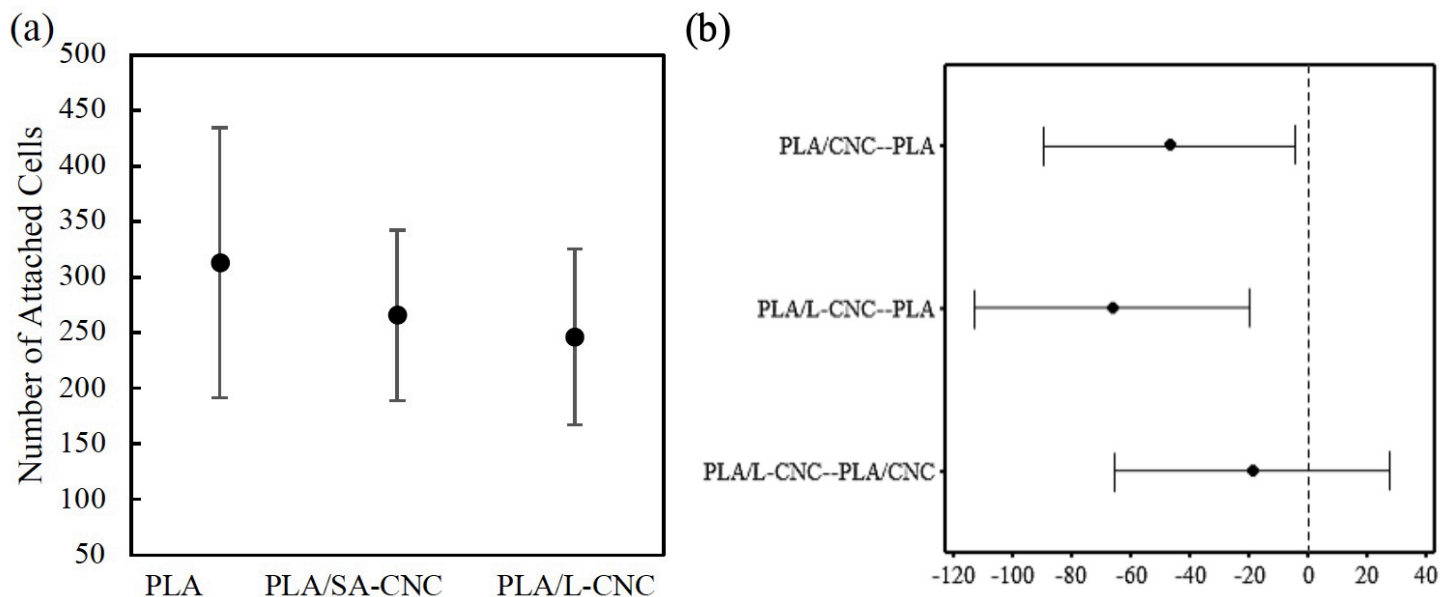 (a)
500
450
400
350
300
250
200
150
100
50
Number of Attached Cells
PLA
PLA/SA-CNC
PLA/L-CNC
(b)
PLA/CNC--PLA
PLA/L-CNC--PLA
PLA/L-CNC--PLA/CNC
-120 -100 -80 -60 -40 -20 0 20 40